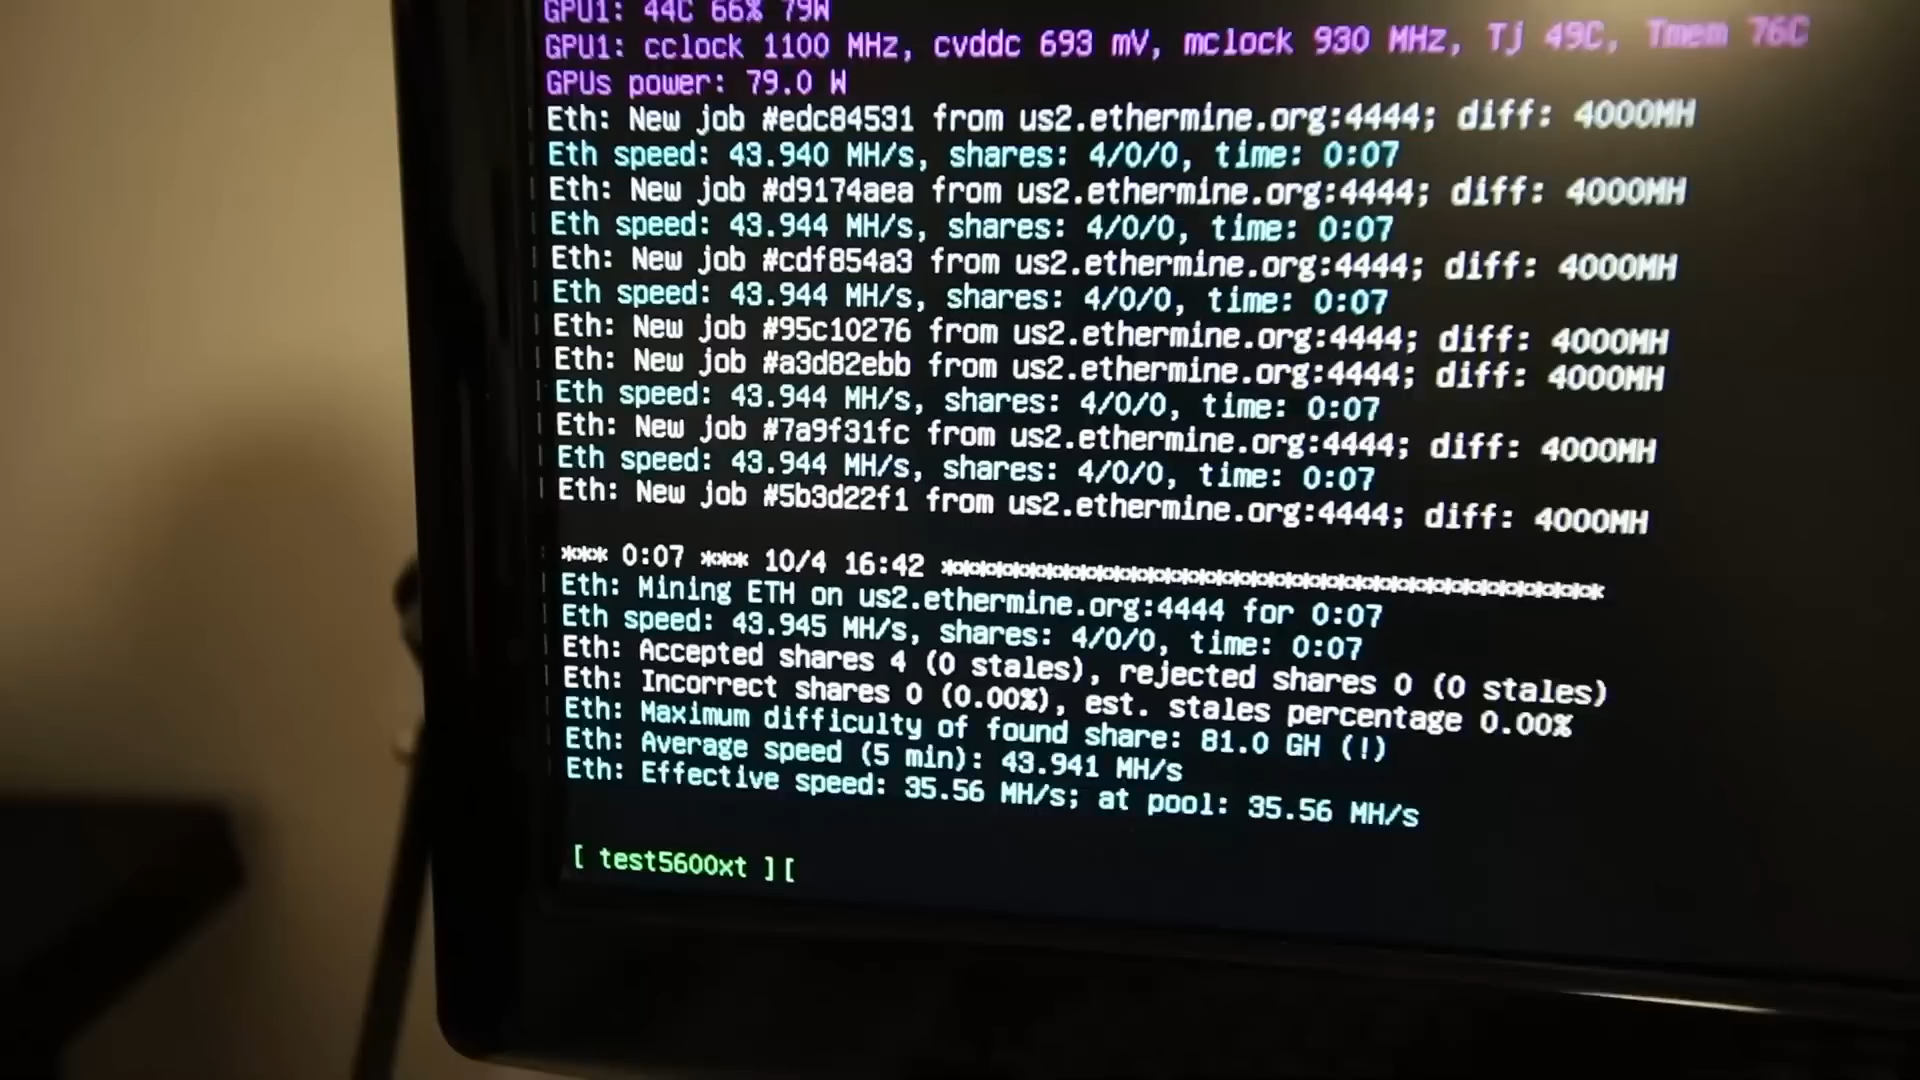 GPU1: 44C 66% 79W
GPU1: cclock 1100 MHz, cvddc 693 mV, mclock 930 MHz, Tj 49C, Tmem 76C
GPUs power: 79.0 W
Eth: New job #edc84531 from us2.ethermine.org:4444; diff: 4000MH
Eth speed: 43.940 MH/s, shares: 4/0/0, time: 0:07
Eth: New job #d9174aea from us2.ethermine.org:4444; diff: 4000MH
Eth speed: 43.944 MH/s, shares: 4/0/0, time: 0:07
Eth: New job #cdf854a3 from us2.ethermine.org:4444; diff: 4000MH
Eth speed: 43.944 MH/s, shares: 4/0/0, time: 0:07
Eth: New job #95c10276 from us2.ethermine.org:4444; diff: 4000MH
Eth: New job #a3d82ebb from us2.ethermine.org:4444; diff: 4000MH
Eth speed: 43.944 MH/s, shares: 4/0/0, time: 0:07
Eth: New job #7a9f31fc from us2.ethermine.org:4444; diff: 4000MH
Eth speed: 43.944 MH/s, shares: 4/0/0, time: 0:07
Eth: New job #5b3d22f1 from us2.ethermine.org:4444; diff: 4000MH
*** 0:07 *** 10/4 16:42 **************************************************
Eth: Mining ETH on us2.ethermine.org:4444 for 0:07
Eth speed: 43.945 MH/s, shares: 4/0/0, time: 0:07
Eth: Accepted shares 4 (0 stales), rejected shares 0 (0 stales)
Eth: Incorrect shares 0 (0.00%), est. stales percentage 0.00%
Eth: Maximum difficulty of found share: 81.0 GH (!)
Eth: Average speed (5 min): 43.941 MH/s
Eth: Effective speed: 35.56 MH/s; at pool: 35.56 MH/s
[ test5600xt ][